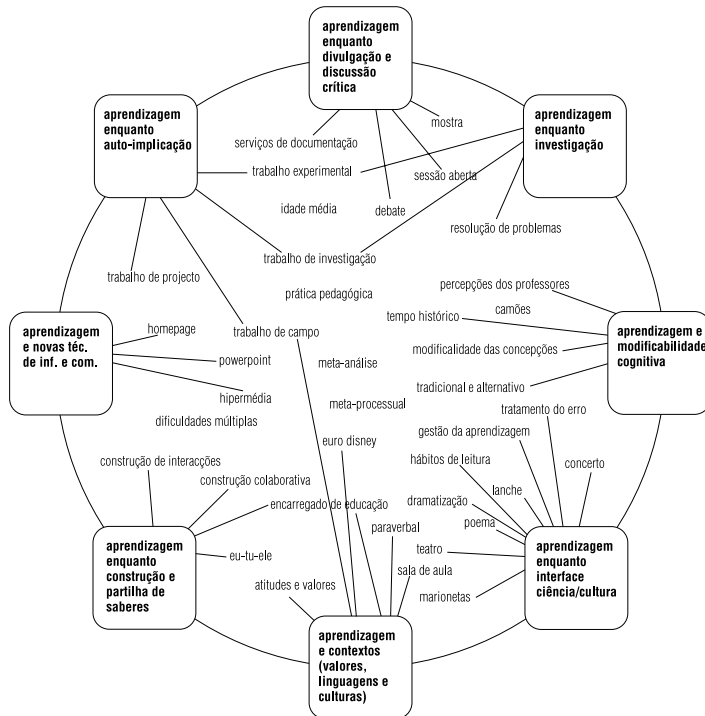 aprendizagem
enquanto
divulgação e
discussão
crítica
aprendizagem
enquanto
auto-implicação
aprendizagem
enquanto
investigação
mostra
serviços de documentação
trabalho experimental
sessão aberta
idade média
debate
resolução de problemas
trabalho de investigação
trabalho de projecto
percepções dos professores
prática pedagógica
camões
tempo histórico
aprendizagem
e novas téc.
de inf. e com.
homepage
trabalho de campo
aprendizagem e
modificabilidade
cognitiva
modificalidade das concepções
powerpoint
meta-análise
tradicional e alternativo
hipermédia
meta-processual
tratamento do erro
dificuldades múltiplas
gestão da aprendizagem
euro disney
hábitos de leitura
construção de interacções
concerto
construção colaborativa
lanche
encarregado de educação
dramatização
poema
paraverbal
aprendizagem
enquanto
construção e
partilha de
saberes
eu-tu-ele
teatro
aprendizagem
enquanto
interface
ciência/cultura
sala de aula
atitudes e valores
marionetas
aprendizagem
e contextos
(valores,
linguagens e
culturas)